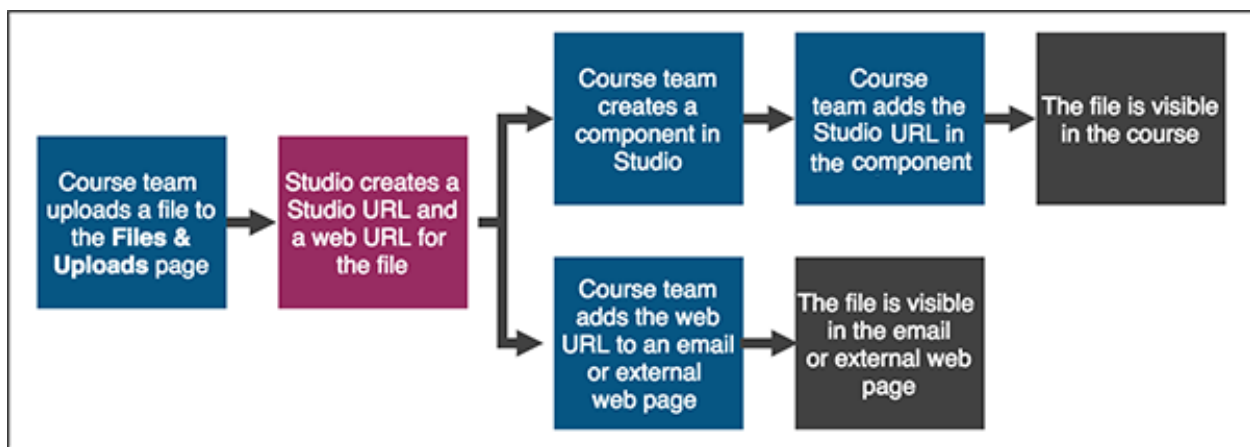 Course team
uploads a file to
the Files &
Uploads page
Studio creates a
Studio URL and
a web URL for
the file
Course team
creates a
component in
Studio
Course
team adds the
Studio URL in
the component
The file is visible
in the course
Course team
adds the web
URL to an email
or external
web page
The file is visible
in the email
or external web
page